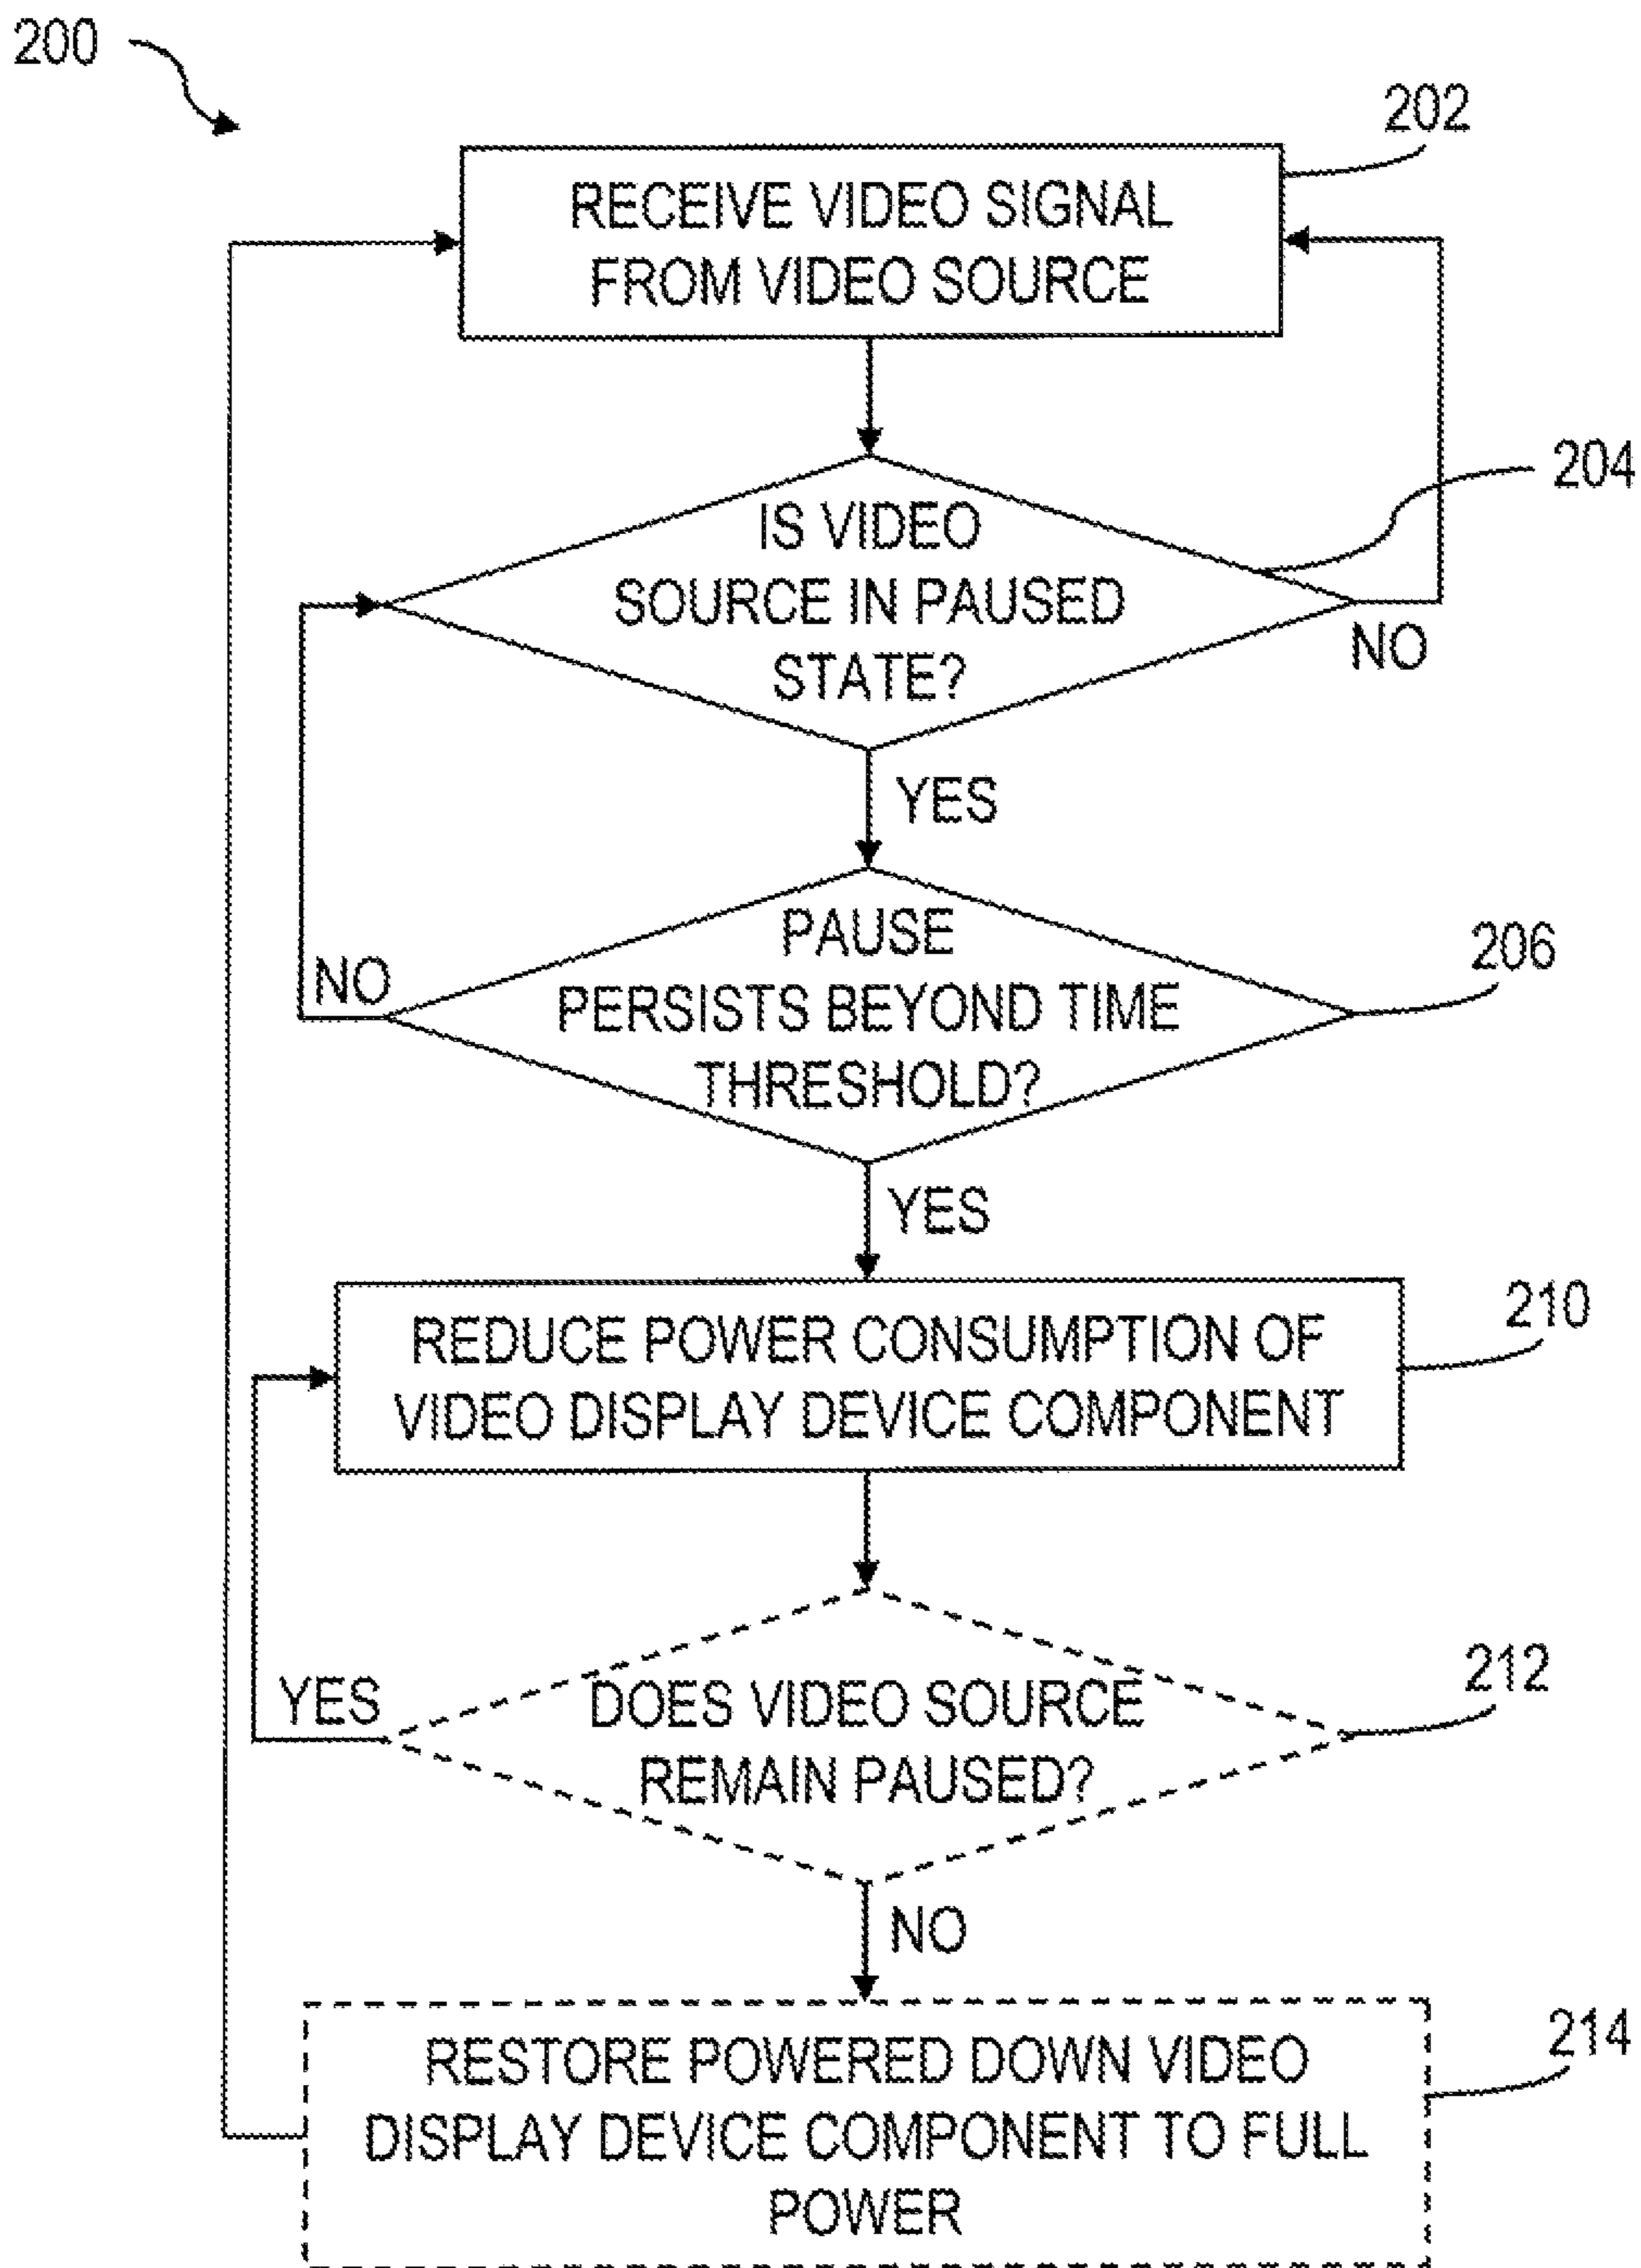 200
202
RECEIVE VIDEO SIGNAL
FROM VIDEO SOURCE
204
IS VIDEO
SOURCE IN PAUSED
STATE?
NO
YES
PAUSE
PERSISTS BEYOND TIME
THRESHOLD?
206
NO
YES
210
REDUCE POWER CONSUMPTION OF
VIDEO DISPLAY DEVICE COMPONENT
212
YES
DOES VIDEO SOURCE
REMAIN PAUSED?
NO
214
RESTORE POWERED DOWN VIDEO
DISPLAY DEVICE COMPONENT TO FULL
POWER